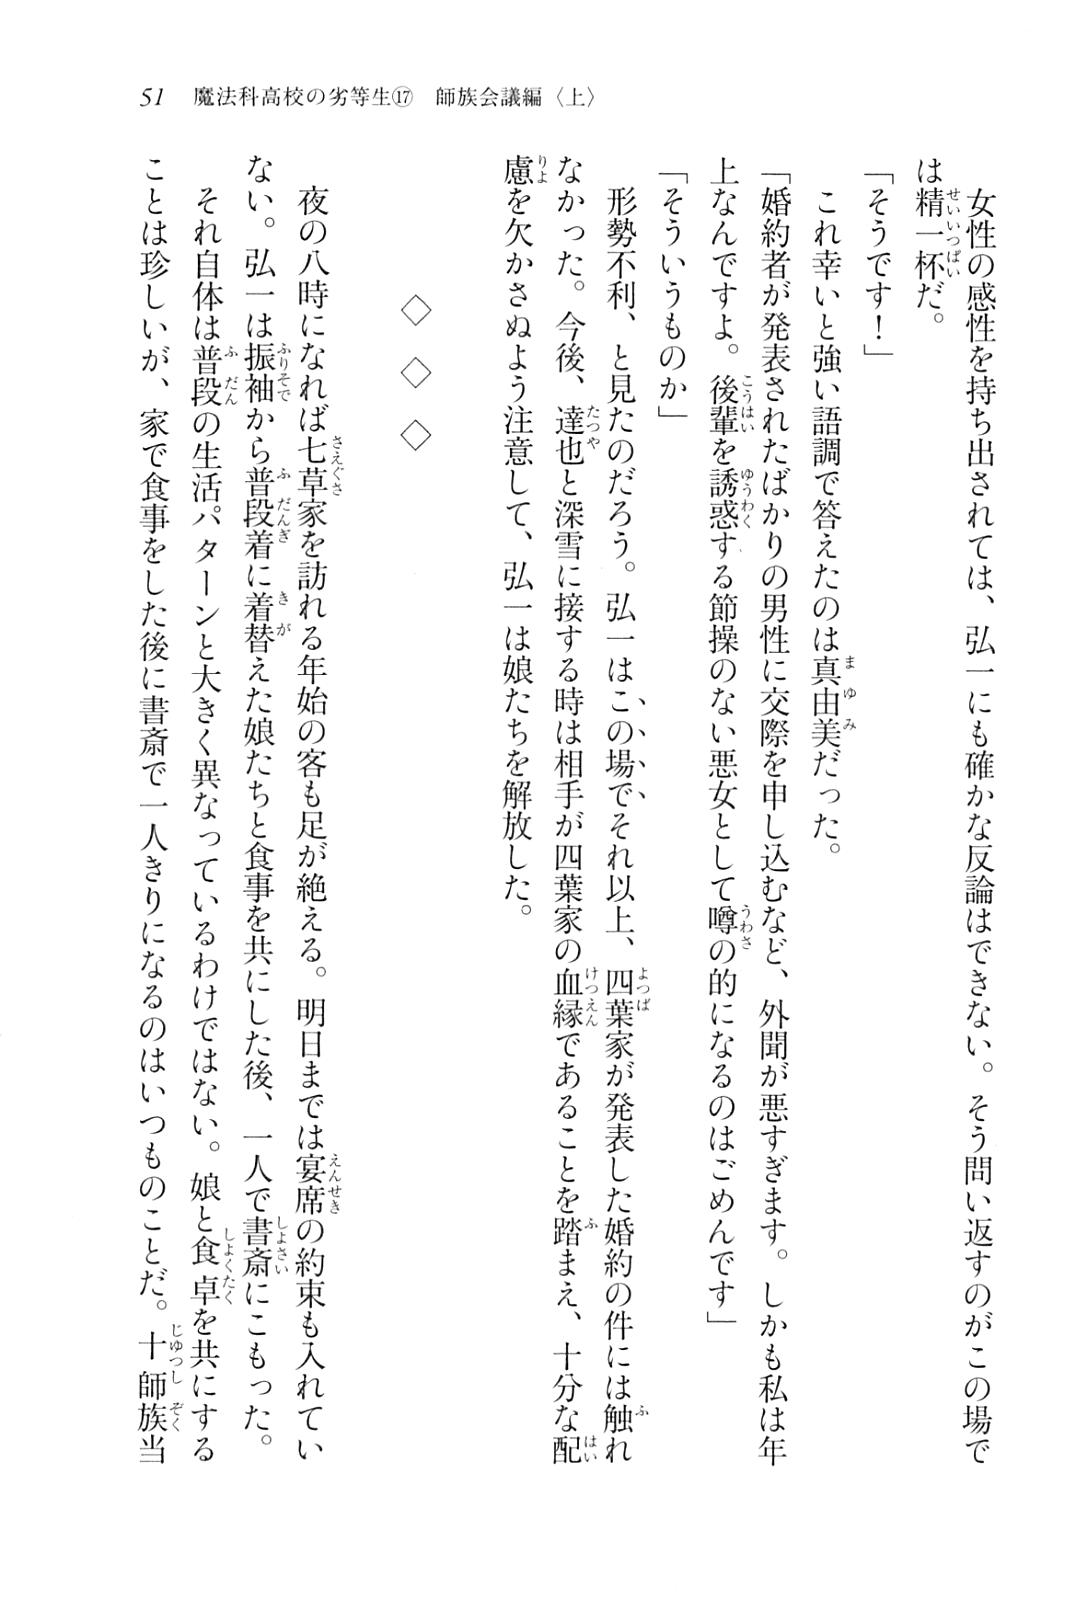 51　魔法科高校の劣等生⑰　師族会議編〈上〉
　女性の感性を持ち出されては、弘一にも確かな反論はできない。そう問い返すのがこの場で
は精一杯だ。
「そうです！」
　これ幸いと強い語調で答えたのは真由美だった。
「婚約者が発表されたばかりの男性に交際を申し込むなど、外聞が悪すぎます。しかも私は年
上なんですよ。後輩を誘惑する節操のない悪女として噂の的になるのはごめんです」
「そういうものか」
　形勢不利、と見たのだろう。弘一はこの場でそれ以上、四葉家が発表した婚約の件には触れ
なかった。今後、達也と深雪に接する時は相手が四葉家の血縁であることを踏まえ、十分な配
慮を欠かさぬよう注意して、弘一は娘たちを解放した。
◇　◇　◇
　夜の八時になれば七草家を訪れる年始の客も足が絶える。明日までは宴席の約束も入れてい
ない。弘一は振袖から普段着に着替えた娘たちと食事を共にした後、一人で書斎にこもった。
　それ自体は普段の生活パターンと大きく異なっているわけではない。娘と食卓を共にする
ことは珍しいが、家で食事をした後に書斎で一人きりになるのはいつものことだ。十師族当